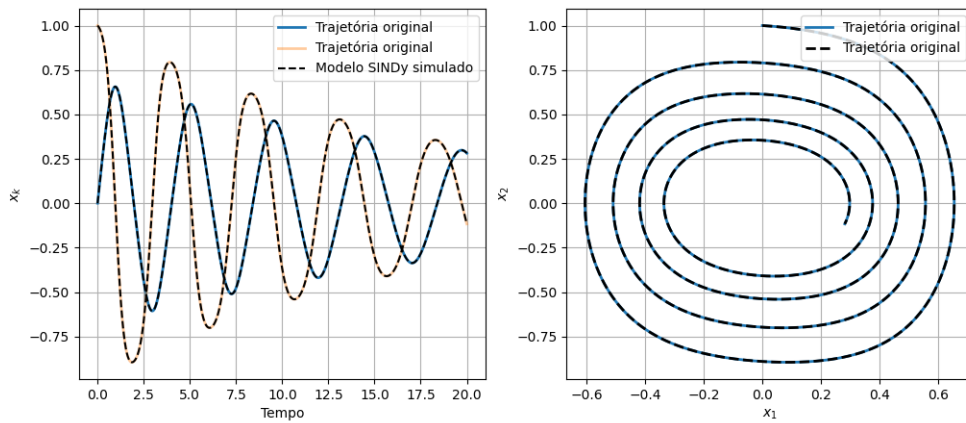 1.00
0.75
0.50
0.25
0.00
−0.25
−0.50
−0.75
x_k
0.0 2.5 5.0 7.5 10.0 12.5 15.0 17.5 20.0
Tempo
Trajetória original
Trajetória original
Modelo SINDy simulado
1.00
0.75
0.50
0.25
0.00
−0.25
−0.50
−0.75
x_2
−0.6 −0.4 −0.2 0.0 0.2 0.4 0.6
x_1
Trajetória original
Trajetória original